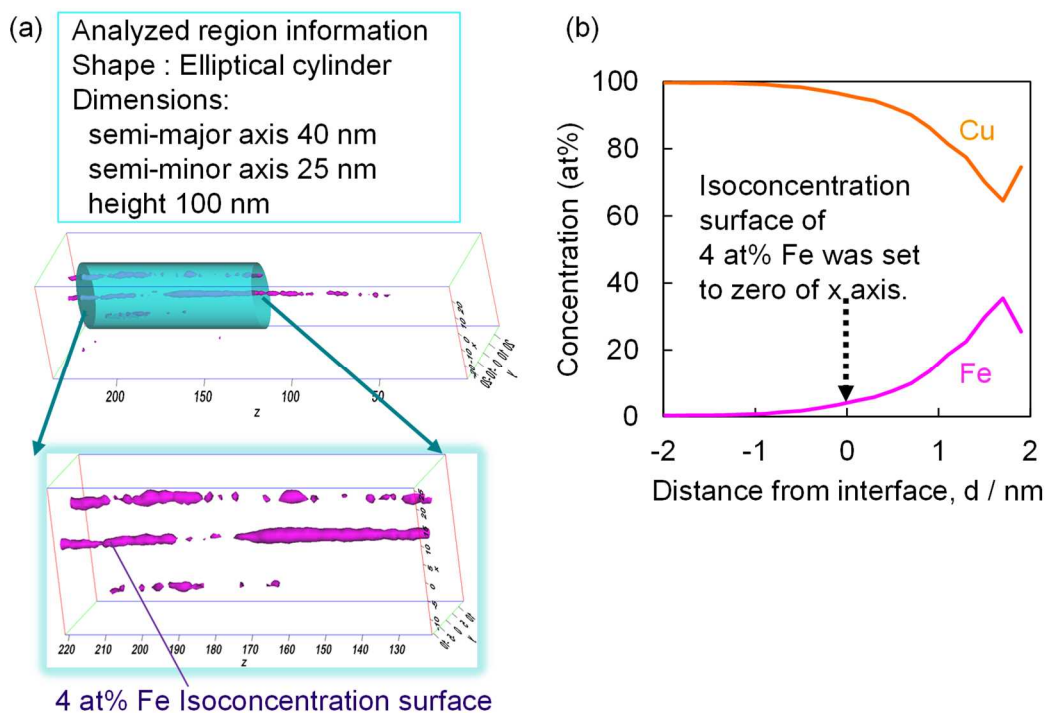 (a)
Analyzed region information
Shape : Elliptical cylinder
Dimensions:
semi-major axis 40 nm
semi-minor axis 25 nm
height 100 nm
200 150 100 50
z
220 210 200 190 180 170 160 150 140 130
z
4 at% Fe Isoconcentration surface
(b)
Concentration (at%)
100
80
60
40
20
0
Cu
Isoconcentration
surface of
4 at% Fe was set
to zero of x axis.
Fe
-2 -1 0 1 2
Distance from interface, d / nm